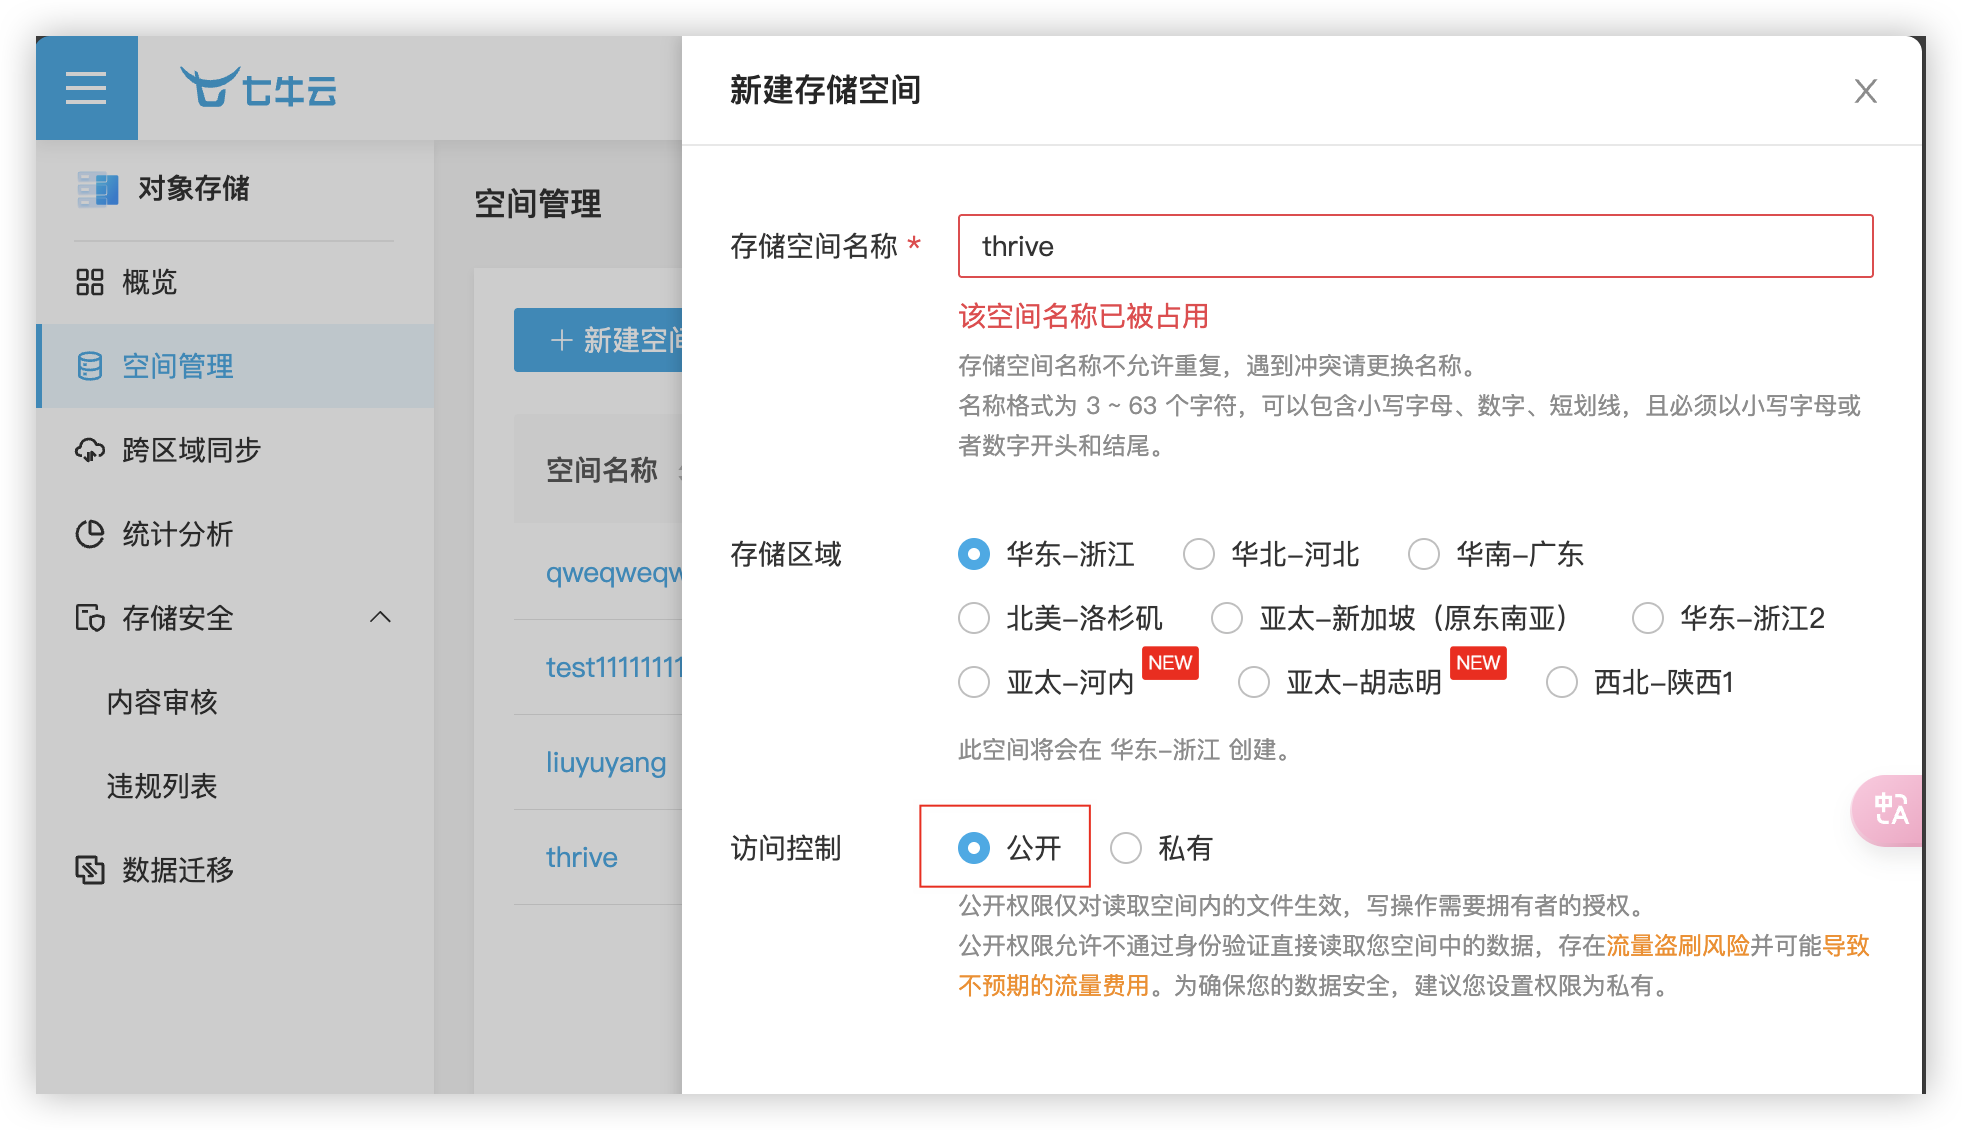 七牛云
对象存储
概览
空间管理
跨区域同步
统计分析
存储安全
内容审核
违规列表
数据迁移
空间管理
新建空间
空间名称
qweqweqw
test11111111
liuyuyang
thrive
新建存储空间
存储空间名称 *
thrive
该空间名称已被占用
存储空间名称不允许重复，遇到冲突请更换名称。
名称格式为 3 ~ 63 个字符，可以包含小写字母、数字、短划线，且必须以小写字母或
者数字开头和结尾。
存储区域
华东-浙江 华北-河北 华南-广东
北美-洛杉矶 亚太-新加坡（原东南亚） 华东-浙江2
亚太-河内 NEW 亚太-胡志明 NEW 西北-陕西1
此空间将会在 华东-浙江 创建。
访问控制
公开 私有
公开权限仅对读取空间内的文件生效，写操作需要拥有者的授权。
公开权限允许不通过身份验证直接读取您空间中的数据，存在流量盗刷风险并可能导致
不预期的流量费用。为确保您的数据安全，建议您设置权限为私有。
中A